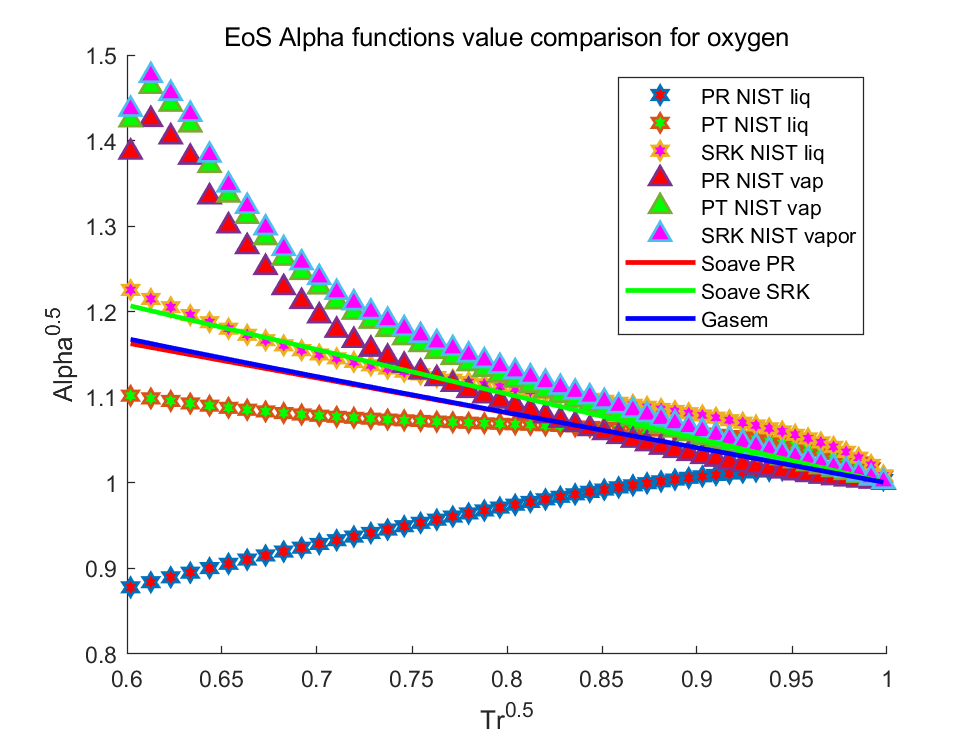 EoS Alpha functions value comparison for oxygen
1.5
1.4
1.3
1.2
1.1
1
0.9
0.8
Alpha^0.5
PR NIST liq
PT NIST liq
SRK NIST liq
PR NIST vap
PT NIST vap
SRK NIST vapor
Soave PR
Soave SRK
Gasem
0.6 0.65 0.7 0.75 0.8 0.85 0.9 0.95 1
Tr^0.5